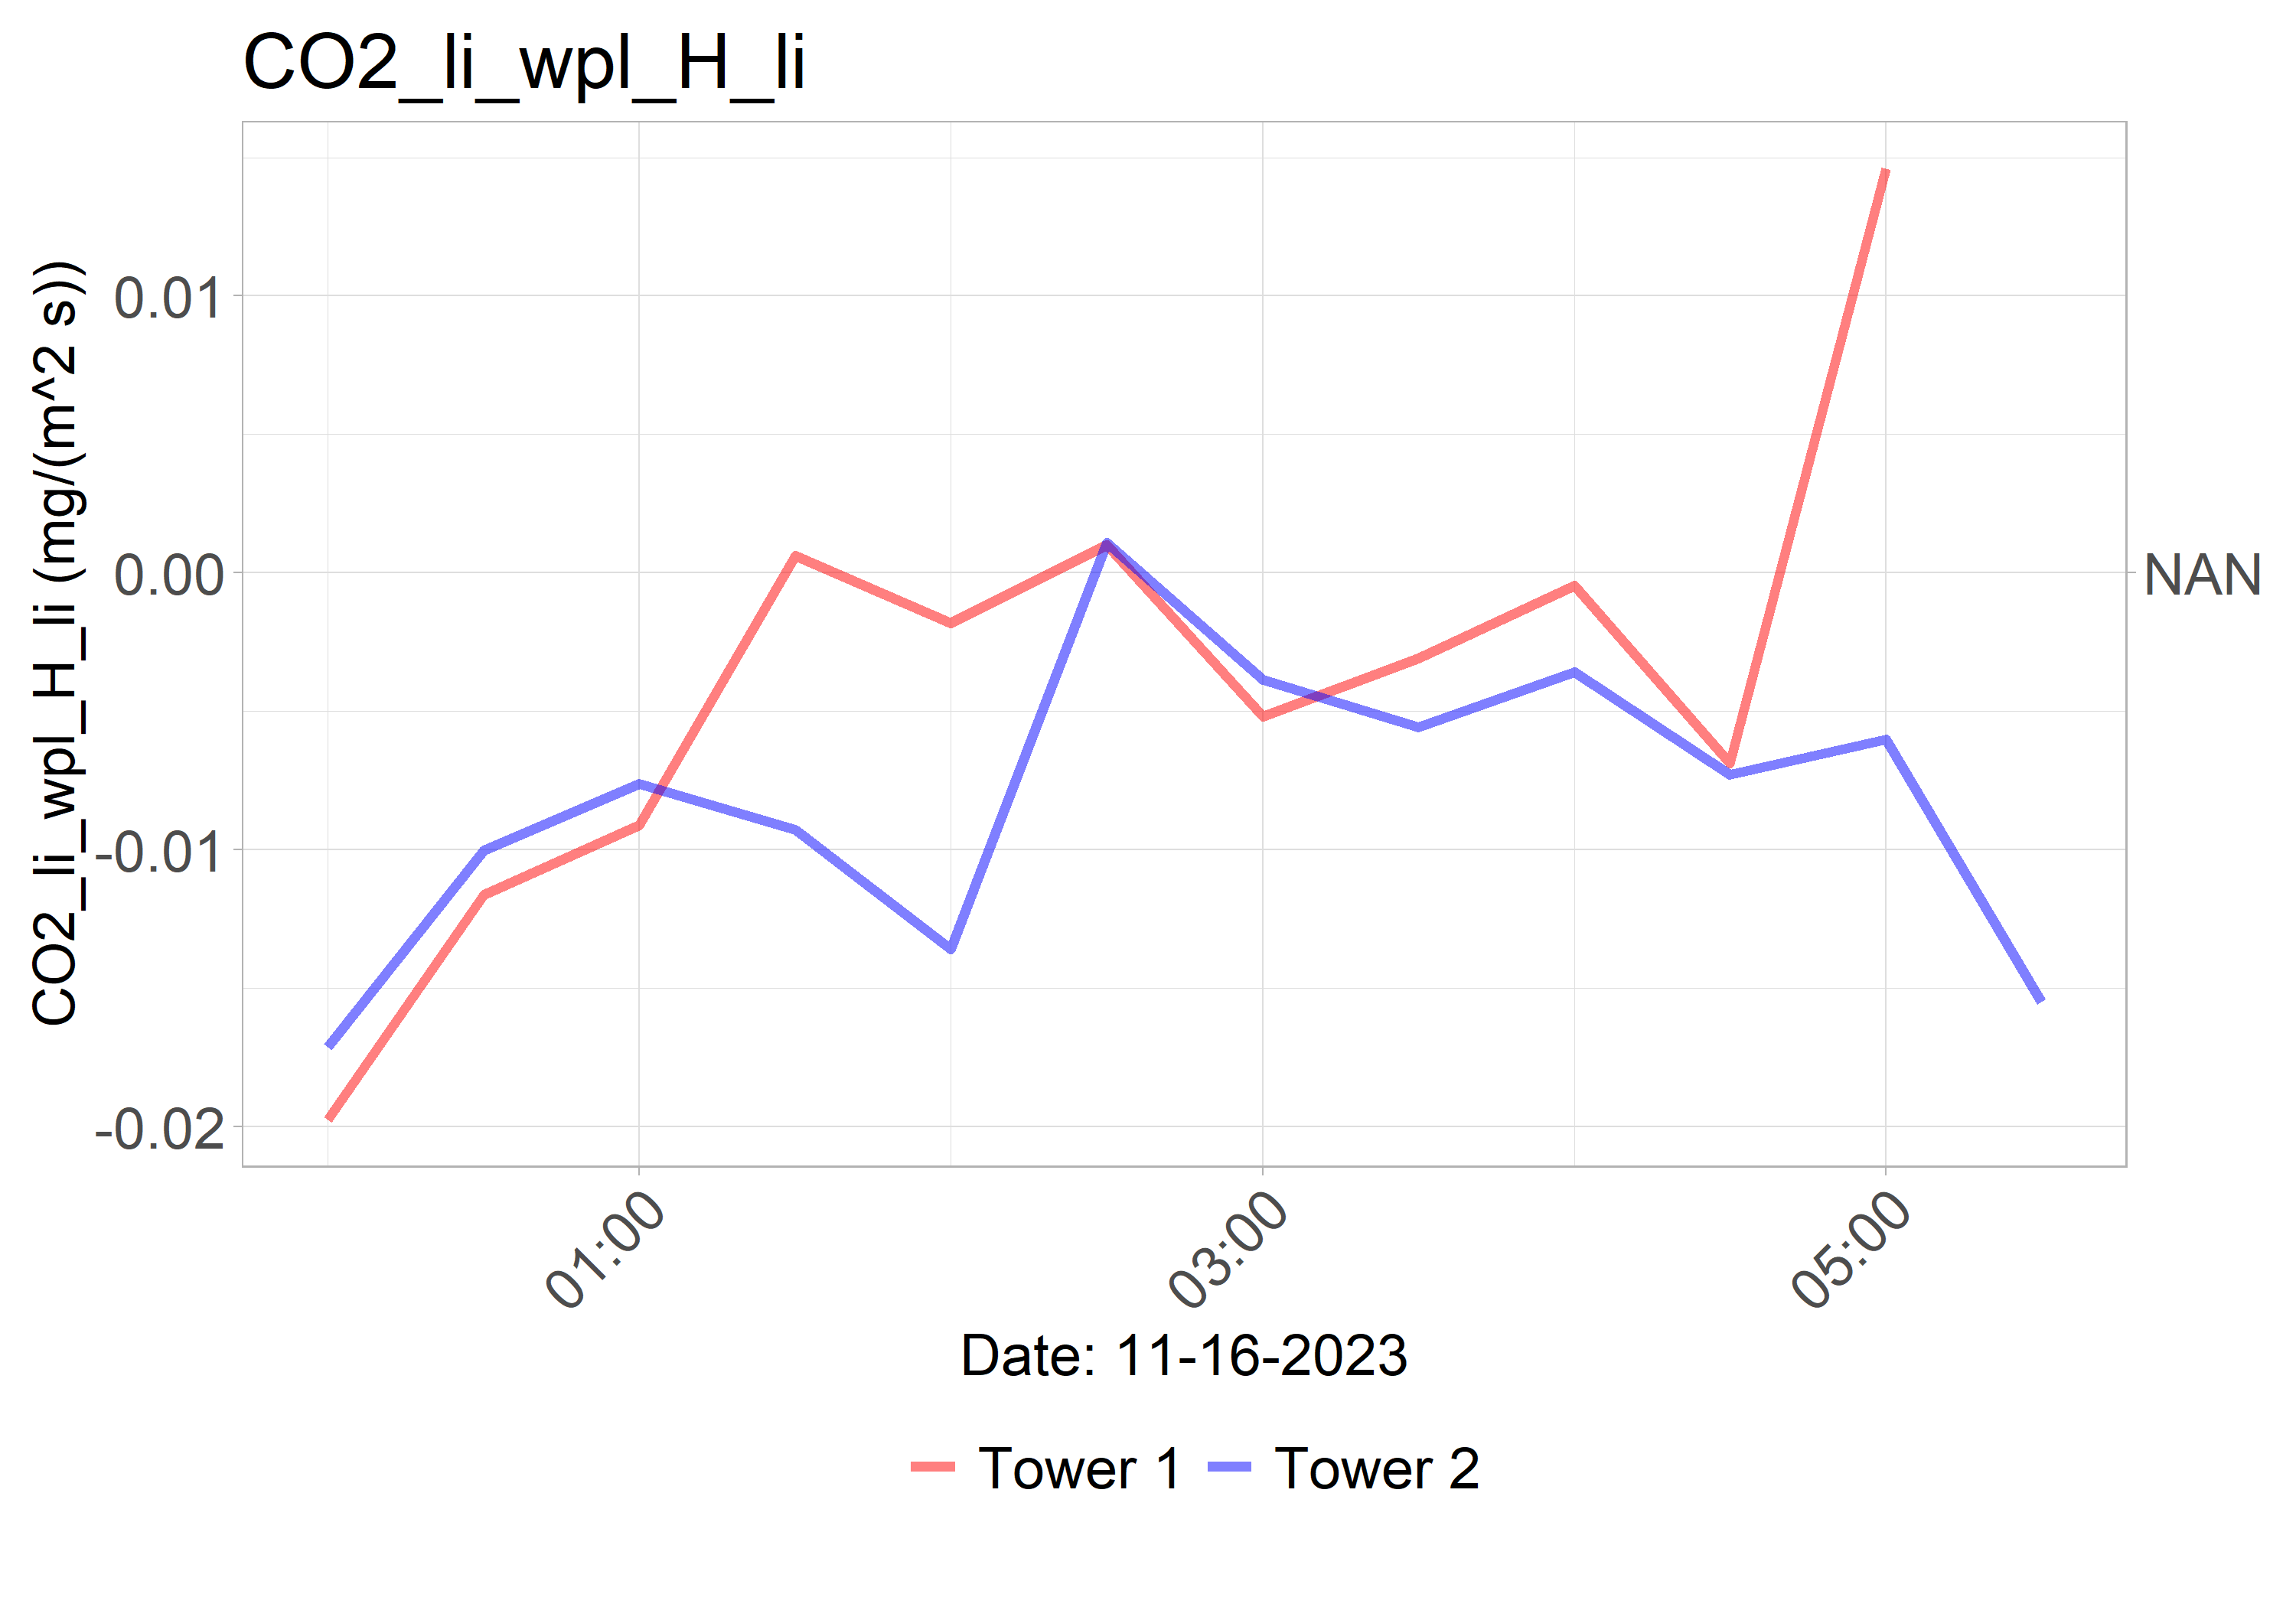 CO2_li_wpl_H_li
CO2_li_wpl_H_li (mg/(m^2 s))
0.01
0.00
-0.01
-0.02
NAN
01:00
03:00
05:00
Date: 11-16-2023
Tower 1
Tower 2